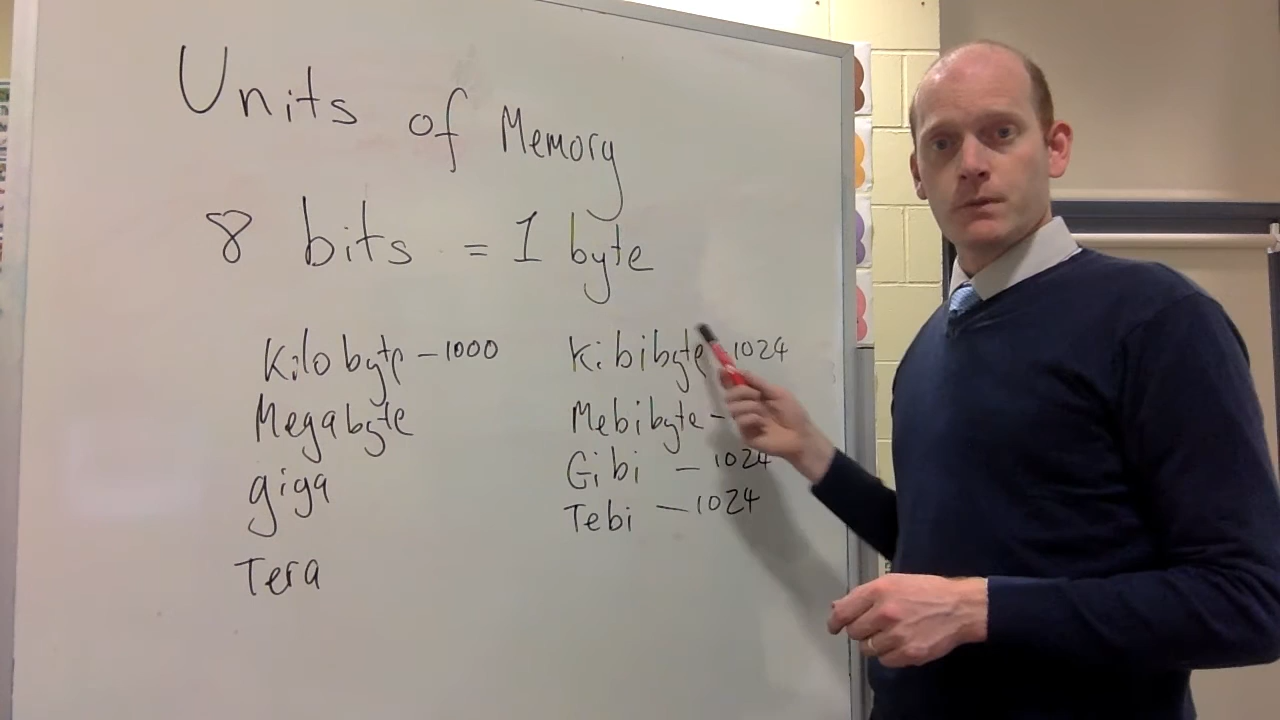 Units of Memory
8 bits = 1 byte
Kilobyte - 1000
Megabyte
giga
Tera
Kibibyte - 1024
Mebibyte -
Gibi - 1024
Tebi - 1024